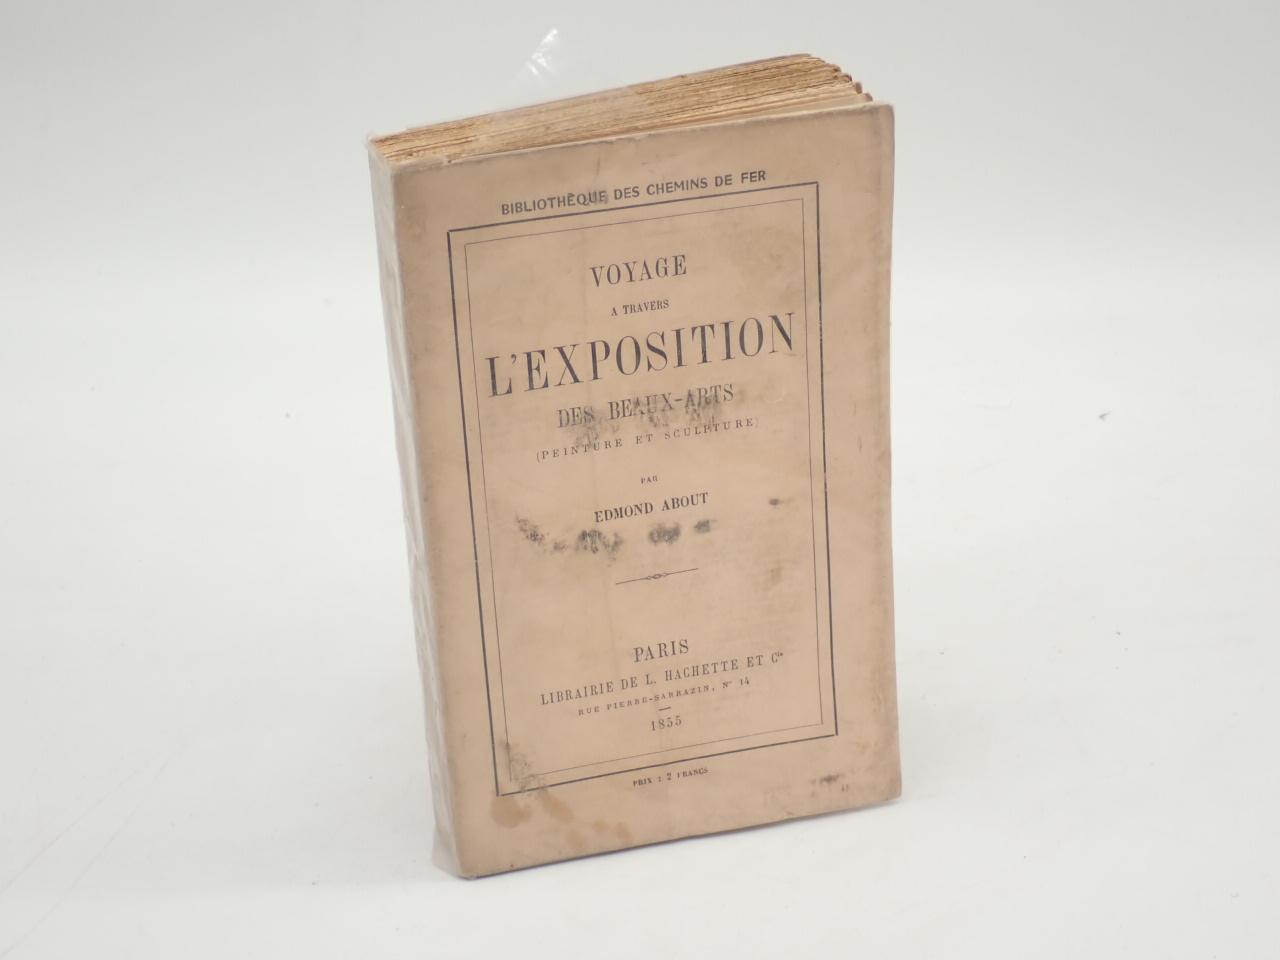 BIBLIOTHÈQUE DES CHEMINS DE FER
VOYAGE
A TRAVERS
L'EXPOSITION
DES BEAUX-ARTS
(PEINTURE ET SCULPTURE)
PAR
EDMOND ABOUT
PARIS
LIBRAIRIE DE L. HACHETTE ET Cie
RUE PIERRE-SARRAZIN, N° 14
1855
PRIX : 2 FRANCS